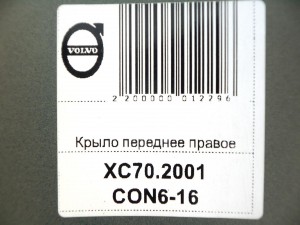 VOLVO
2200000012796
Крыло переднее правое
XC70.2001
CON6-16